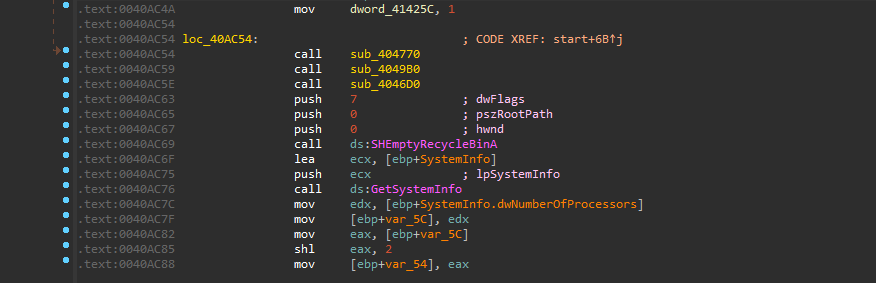 .text:0040AC4A mov dword_41425C, 1
.text:0040AC54
.text:0040AC54 loc_40AC54: ; CODE XREF: start+6B↑j
.text:0040AC54 call sub_404770
.text:0040AC59 call sub_4049B0
.text:0040AC5E call sub_4046D0
.text:0040AC63 push 7 ; dwFlags
.text:0040AC65 push 0 ; pszRootPath
.text:0040AC67 push 0 ; hwnd
.text:0040AC69 call ds:SHEmptyRecycleBinA
.text:0040AC6F lea ecx, [ebp+SystemInfo]
.text:0040AC75 push ecx ; lpSystemInfo
.text:0040AC76 call ds:GetSystemInfo
.text:0040AC7C mov edx, [ebp+SystemInfo.dwNumberOfProcessors]
.text:0040AC7F mov [ebp+var_5C], edx
.text:0040AC82 mov eax, [ebp+var_5C]
.text:0040AC85 shl eax, 2
.text:0040AC88 mov [ebp+var_54], eax